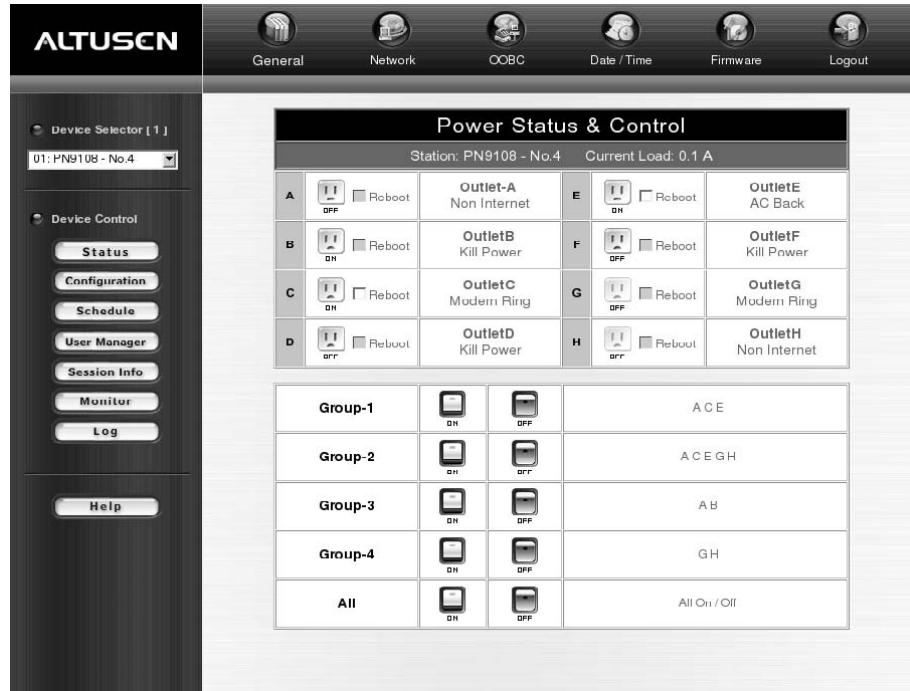 ALTUSEN
General Network OOBC Date / Time Firmware Logout
Device Selector [ 1 ]
01: PN9108 - No.4
Device Control
Status
Configuration
Schedule
User Manager
Session Info
Monitor
Log
Help
Power Status & Control
Station: PN9108 - No.4 Current Load: 0.1 A
A OFF Reboot Outlet-A Non Internet E ON Reboot OutletE AC Back
B ON Reboot OutletB Kill Power F OFF Reboot OutletF Kill Power
C ON Reboot OutletC Modem Ring G OFF Reboot OutletG Modem Ring
D OFF Reboot OutletD Kill Power H OFF Reboot OutletH Non Internet
Group-1 ON OFF A C E
Group-2 ON OFF A C E G H
Group-3 ON OFF A B
Group-4 ON OFF G H
All ON OFF All On / Off